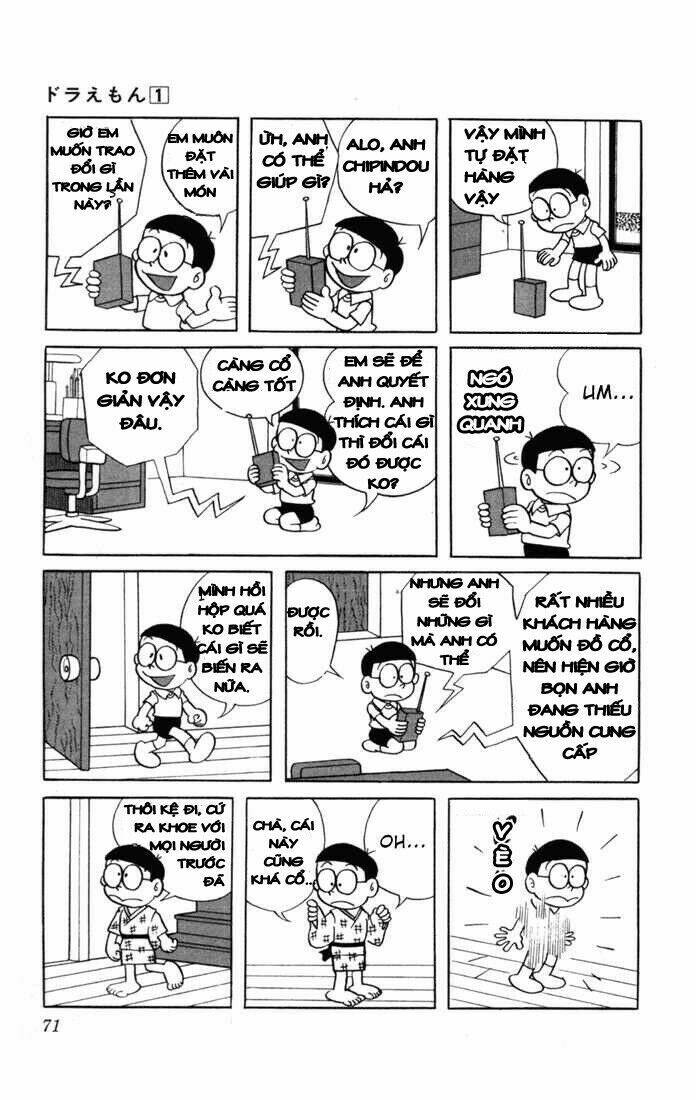 ドラえもん1
VẬY MÌNH
TỰ ĐẶT
HÀNG
VẬY
ALO, ANH
CHIPINDOU
HẢ?
ỪH, ANH
CÓ THỂ
GIÚP GÌ?
EM MUÔN
ĐẶT
THÊM VÀI
MÓN
GIỜ EM
MUỐN TRAO
ĐỔI GÌ
TRONG LẦN
NÀY?
UM...
NGÓ
XUNG
QUANH
EM SẼ ĐỂ
ANH QUYẾT
ĐỊNH. ANH
THÍCH CÁI GÌ
THÌ ĐỔI CÁI
ĐÓ ĐƯỢC
KO?
CÀNG CỔ
CÀNG TỐT
KO ĐƠN
GIẢN VẬY
ĐÂU.
RẤT NHIỀU
KHÁCH HÀNG
MUỐN ĐỒ CỔ,
NÊN HIỆN GIỜ
BỌN ANH
ĐANG THIẾU
NGUỒN CUNG
CẤP
NHƯNG ANH
SẼ ĐỔI
NHỮNG GÌ
MÀ ANH CÓ
THỂ
ĐƯỢC
RỒI.
MÌNH HỒI
HỘP QUÁ
KO BIẾT
CÁI GÌ SẼ
BIẾN RA
NỮA.
VÈO
OH...
CHÀ, CÁI
NÀY
CŨNG
KHÁ CỔ...
THÔI KỆ ĐI, CỨ
RA KHOE VỚI
MỌI NGƯỜI
TRƯỚC
ĐÃ
71